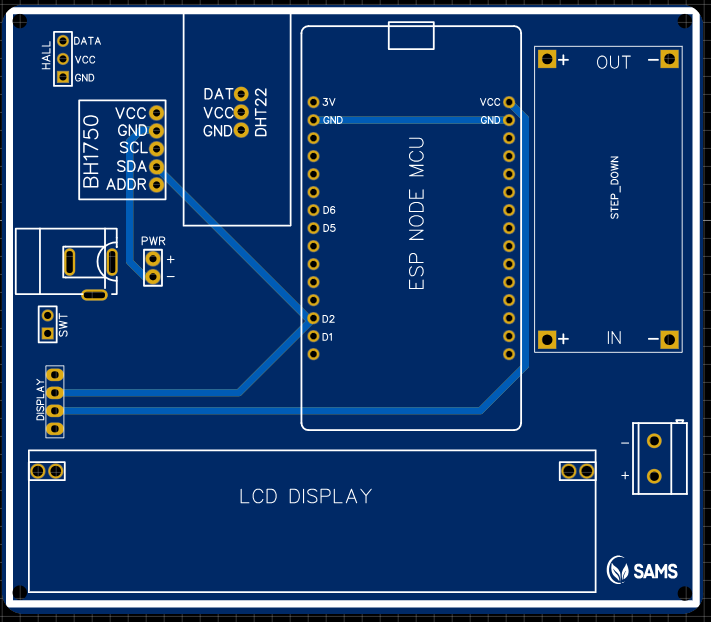 HALL
DATA
VCC
GND
BH1750
VCC
GND
SCL
SDA
ADDR
DAT
VCC
GND
DHT22
3V
GND
D6
D5
D2
D1
ESP NODE MCU
VCC
GND
+ OUT −
STEP_DOWN
+ IN −
PWR
+
−
SWT
DISPLAY
−
+
LCD DISPLAY
SAMS